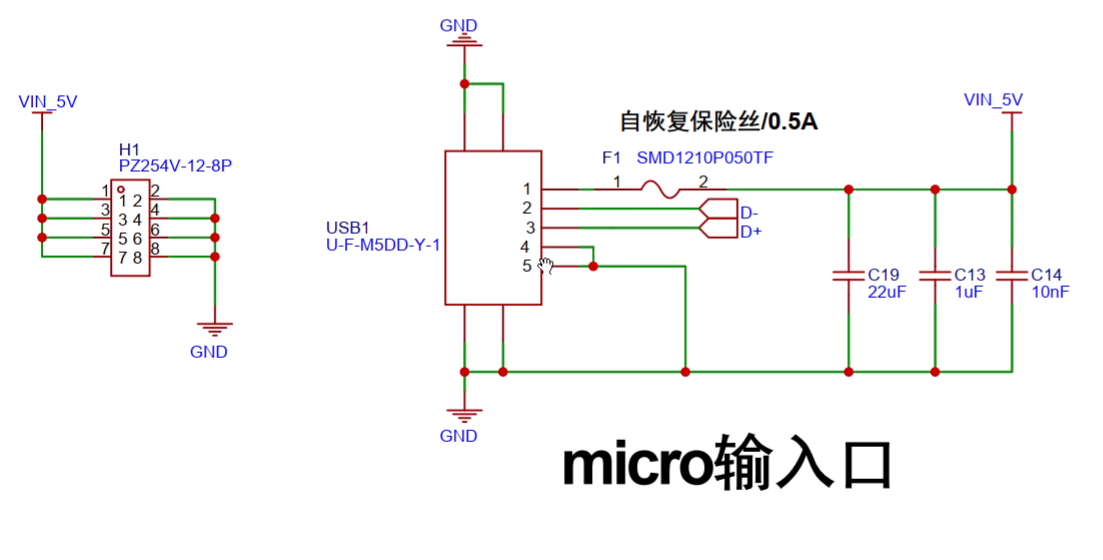 GND
VIN_5V
H1
PZ254V-12-8P
1 1 2 2
3 3 4 4
5 5 6 6
7 7 8 8
GND
自恢复保险丝/0.5A
F1 SMD1210P050TF
1 2
VIN_5V
USB1
U-F-M5DD-Y-1
1
2
3
4
5
D-
D+
C19
22uF
C13
1uF
C14
10nF
GND
micro输入口